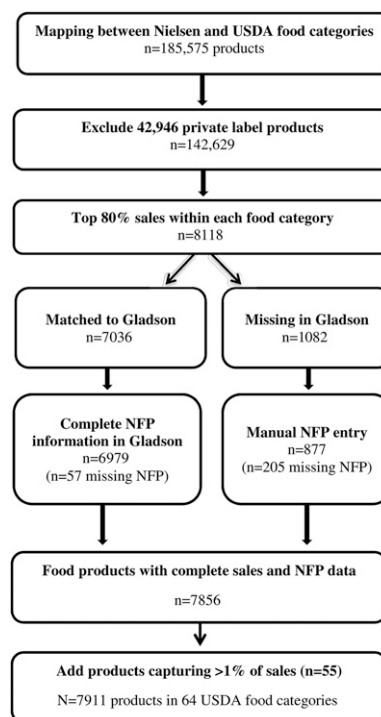 Mapping between Nielsen and USDA food categories
n=185,575 products
Exclude 42,946 private label products
n=142,629
Top 80% sales within each food category
n=8118
Matched to Gladson
n=7036
Missing in Gladson
n=1082
Complete NFP
information in Gladson
n=6979
(n=57 missing NFP)
Manual NFP entry
n=877
(n=205 missing NFP)
Food products with complete sales and NFP data
n=7856
Add products capturing >1% of sales (n=55)
N=7911 products in 64 USDA food categories